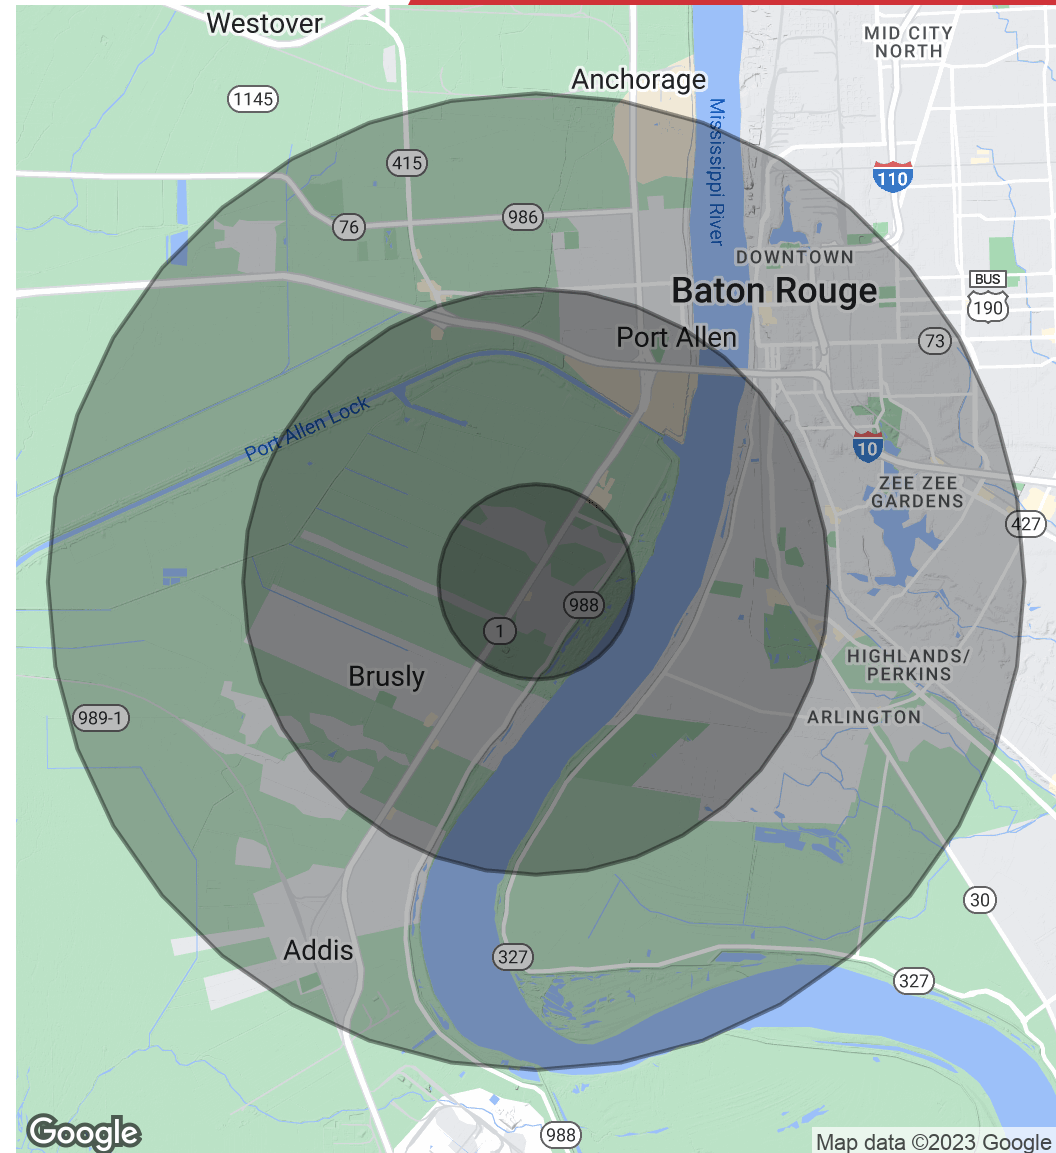 Westover
MID CITY
NORTH
Anchorage
1145
Mississippi River
415
110
986
76
DOWNTOWN
Baton Rouge
BUS
190
Port Allen
73
Port Allen Lock
10
ZEE ZEE
GARDENS
427
988
1
HIGHLANDS/
PERKINS
Brusly
989-1
ARLINGTON
30
Addis
327
327
988
Google
Map data ©2023 Google